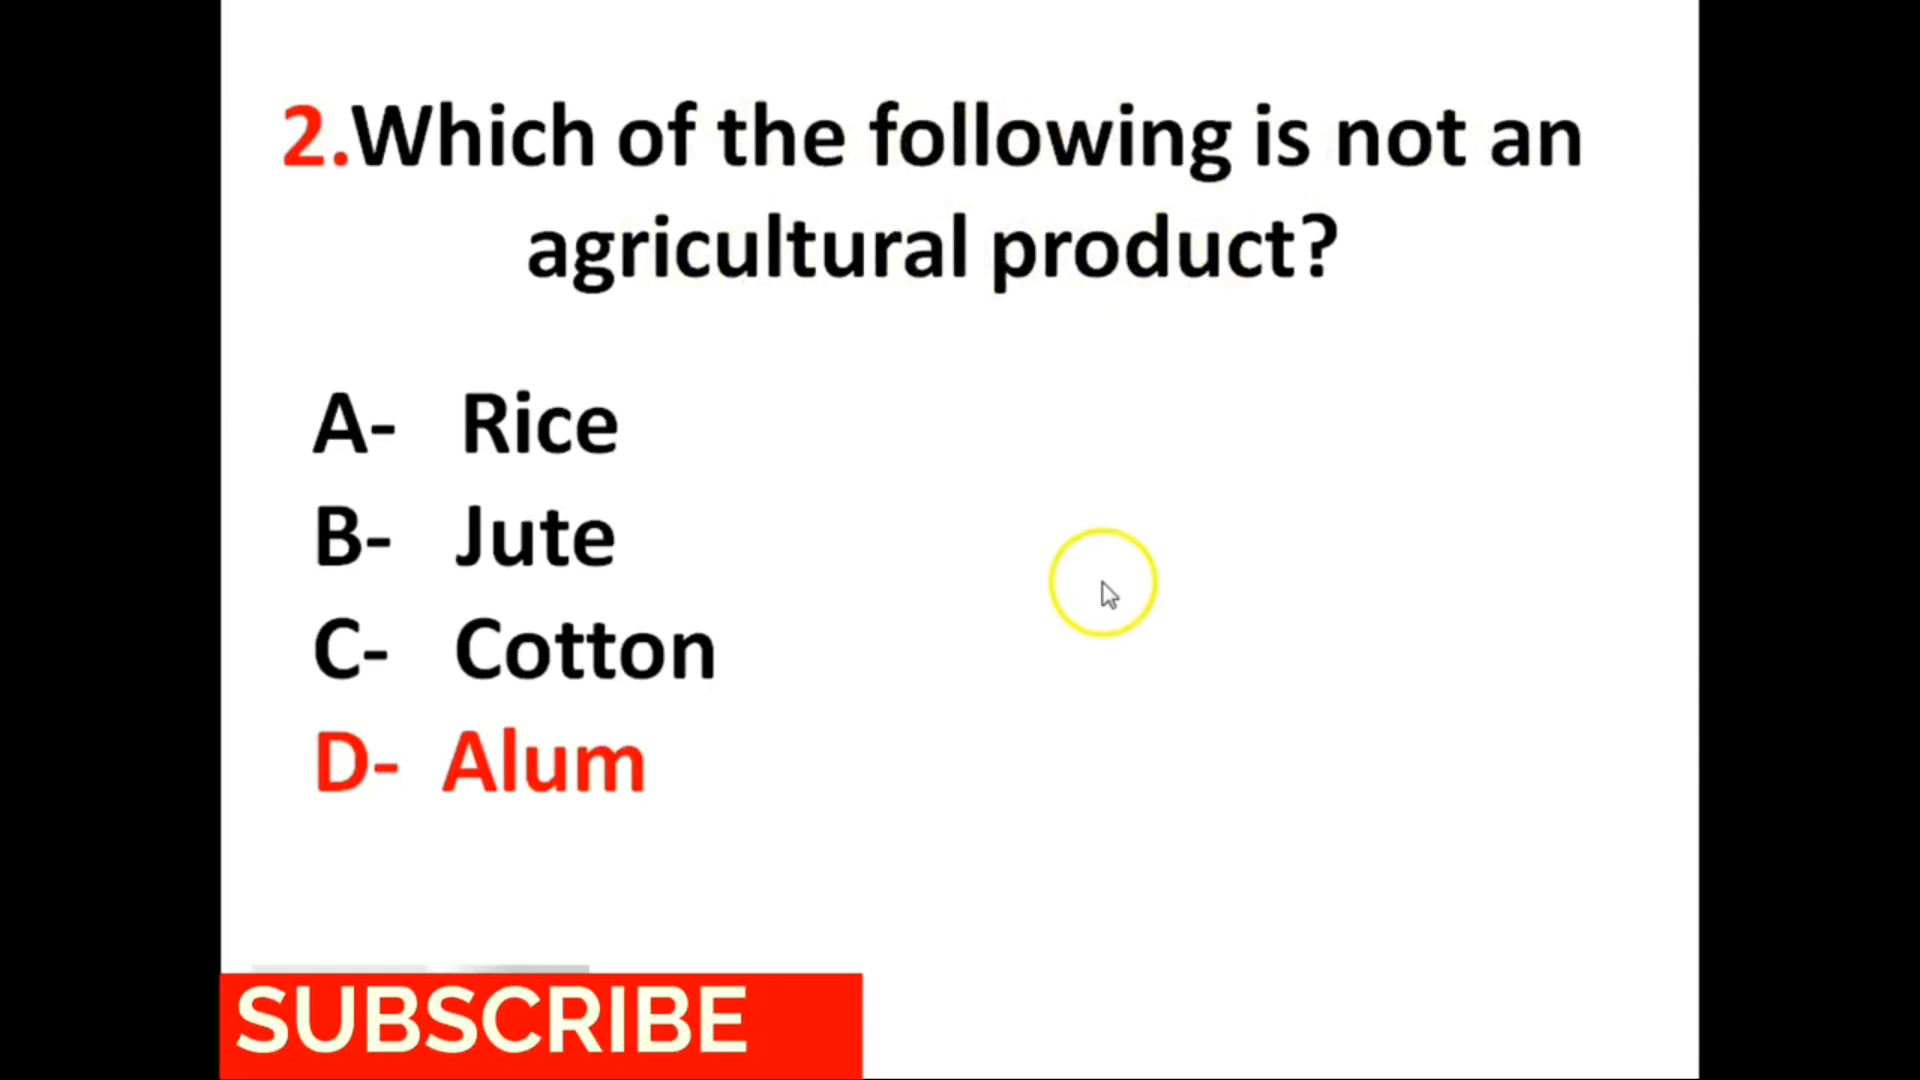 2.Which of the following is not an
agricultural product?
A- Rice
B- Jute
C- Cotton
D- Alum
SUBSCRIBE